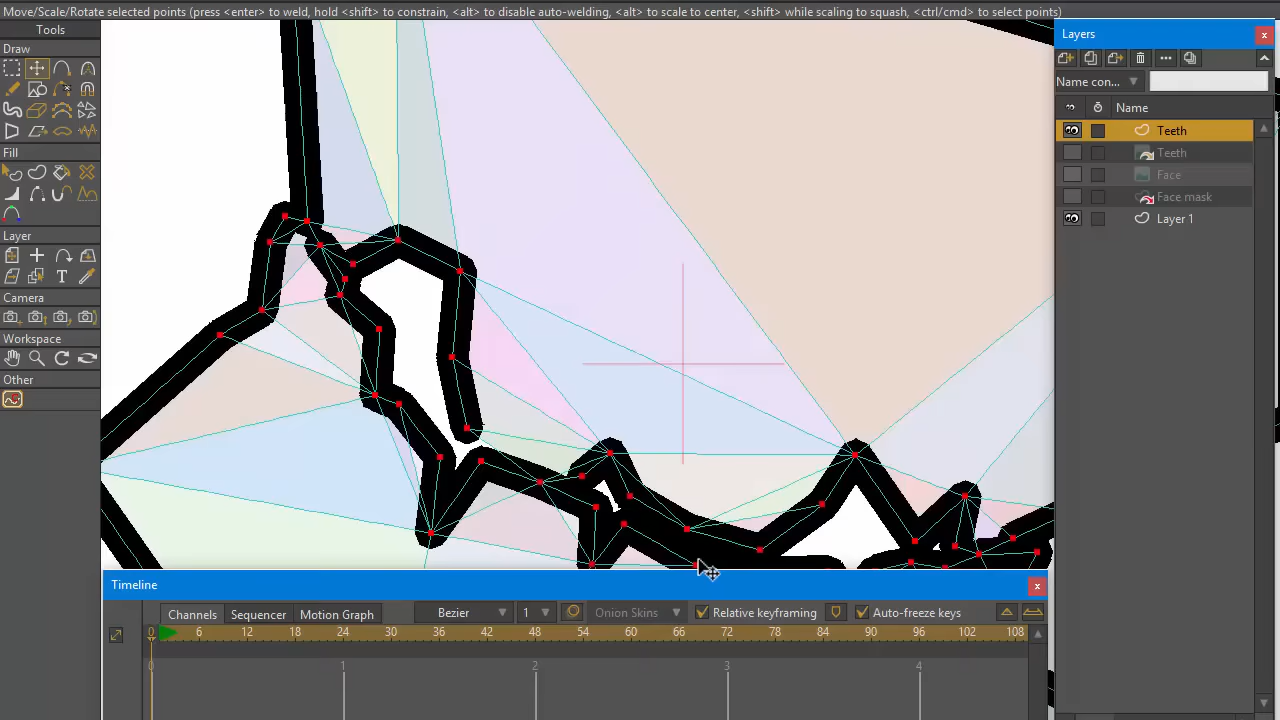 Move/Scale/Rotate selected points (press <enter> to weld, hold <shift> to constrain, <alt> to disable auto-welding, <alt> to scale to center, <shift> while scaling to squash, <ctrl/cmd> to select points)
Tools
Draw
Fill
Layer
T
Camera
Workspace
Other
Layers
x
Name con...
Name
Teeth
Teeth
Face
Face mask
Layer 1
Timeline
x
Channels
Sequencer
Motion Graph
Bezier
1
Onion Skins
Relative keyframing
Auto-freeze keys
0 6 12 18 24 30 36 42 48 54 60 66 72 78 84 90 96 102 108
0 1 2 3 4